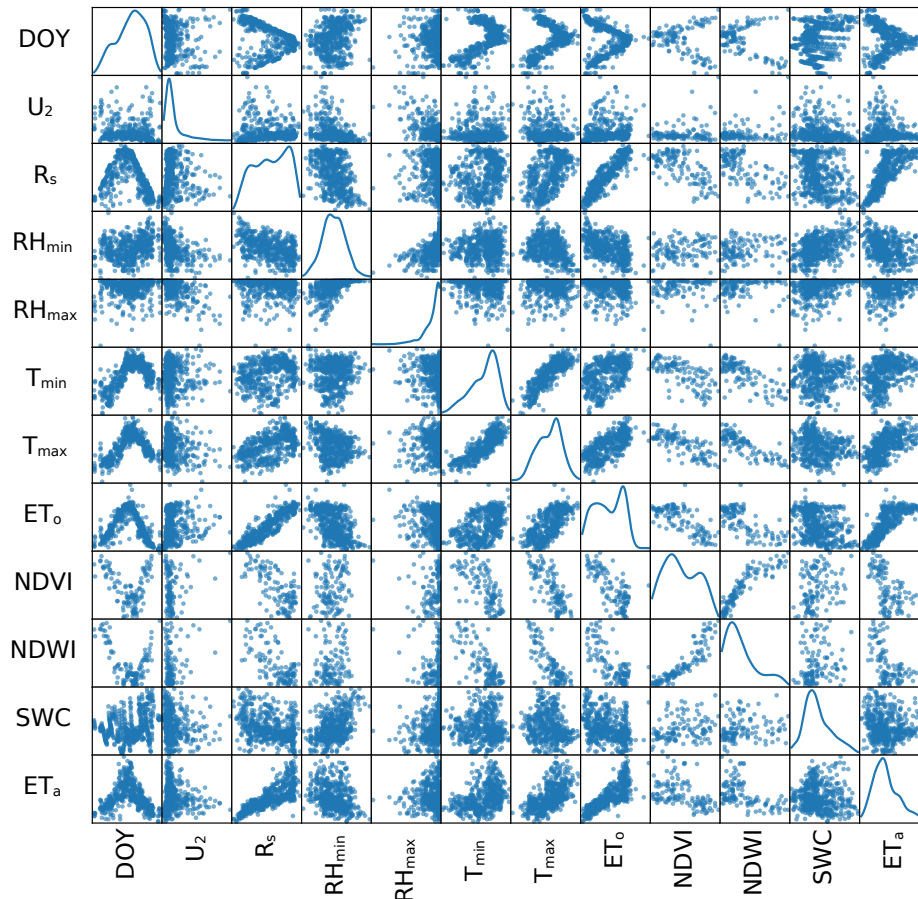 DOY
U₂
Rₛ
RHₘᵢₙ
RHₘₐₓ
Tₘᵢₙ
Tₘₐₓ
ETₒ
NDVI
NDWI
SWC
ETₐ
DOY U₂ Rₛ RHₘᵢₙ RHₘₐₓ Tₘᵢₙ Tₘₐₓ ETₒ NDVI NDWI SWC ETₐ